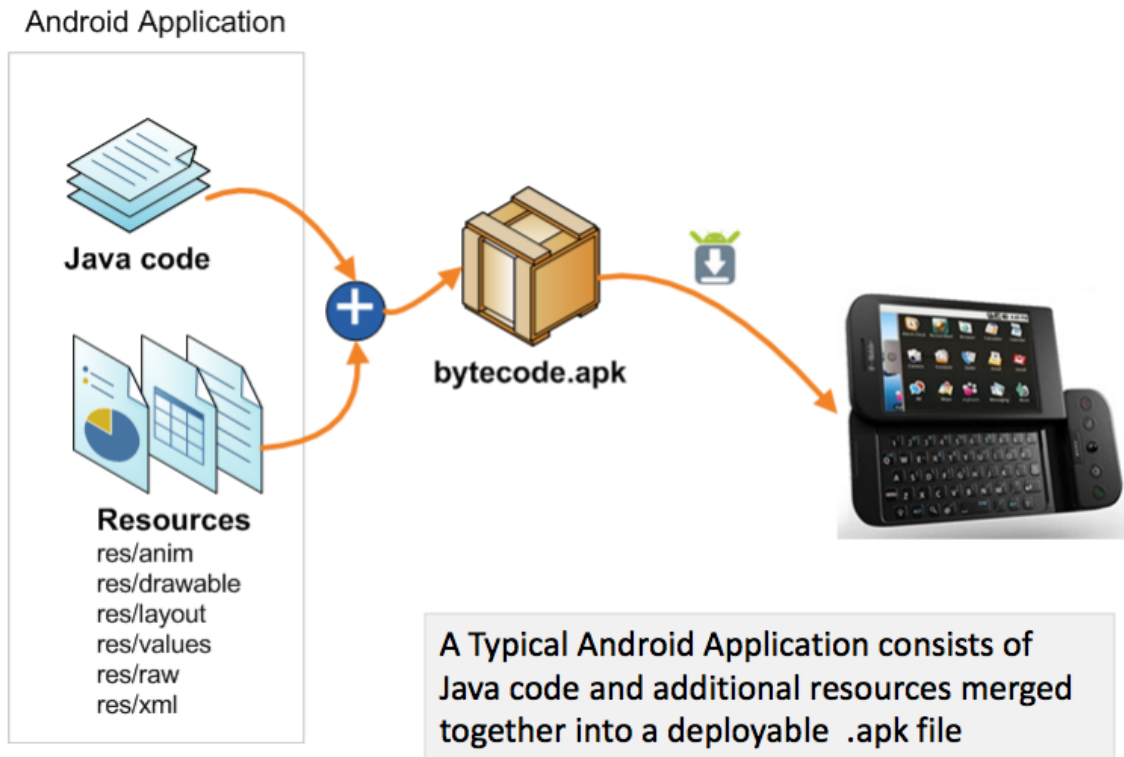 Android Application
Java code
bytecode.apk
Resources
res/anim
res/drawable
res/layout
res/values
res/raw
res/xml
A Typical Android Application consists of
Java code and additional resources merged
together into a deployable .apk file